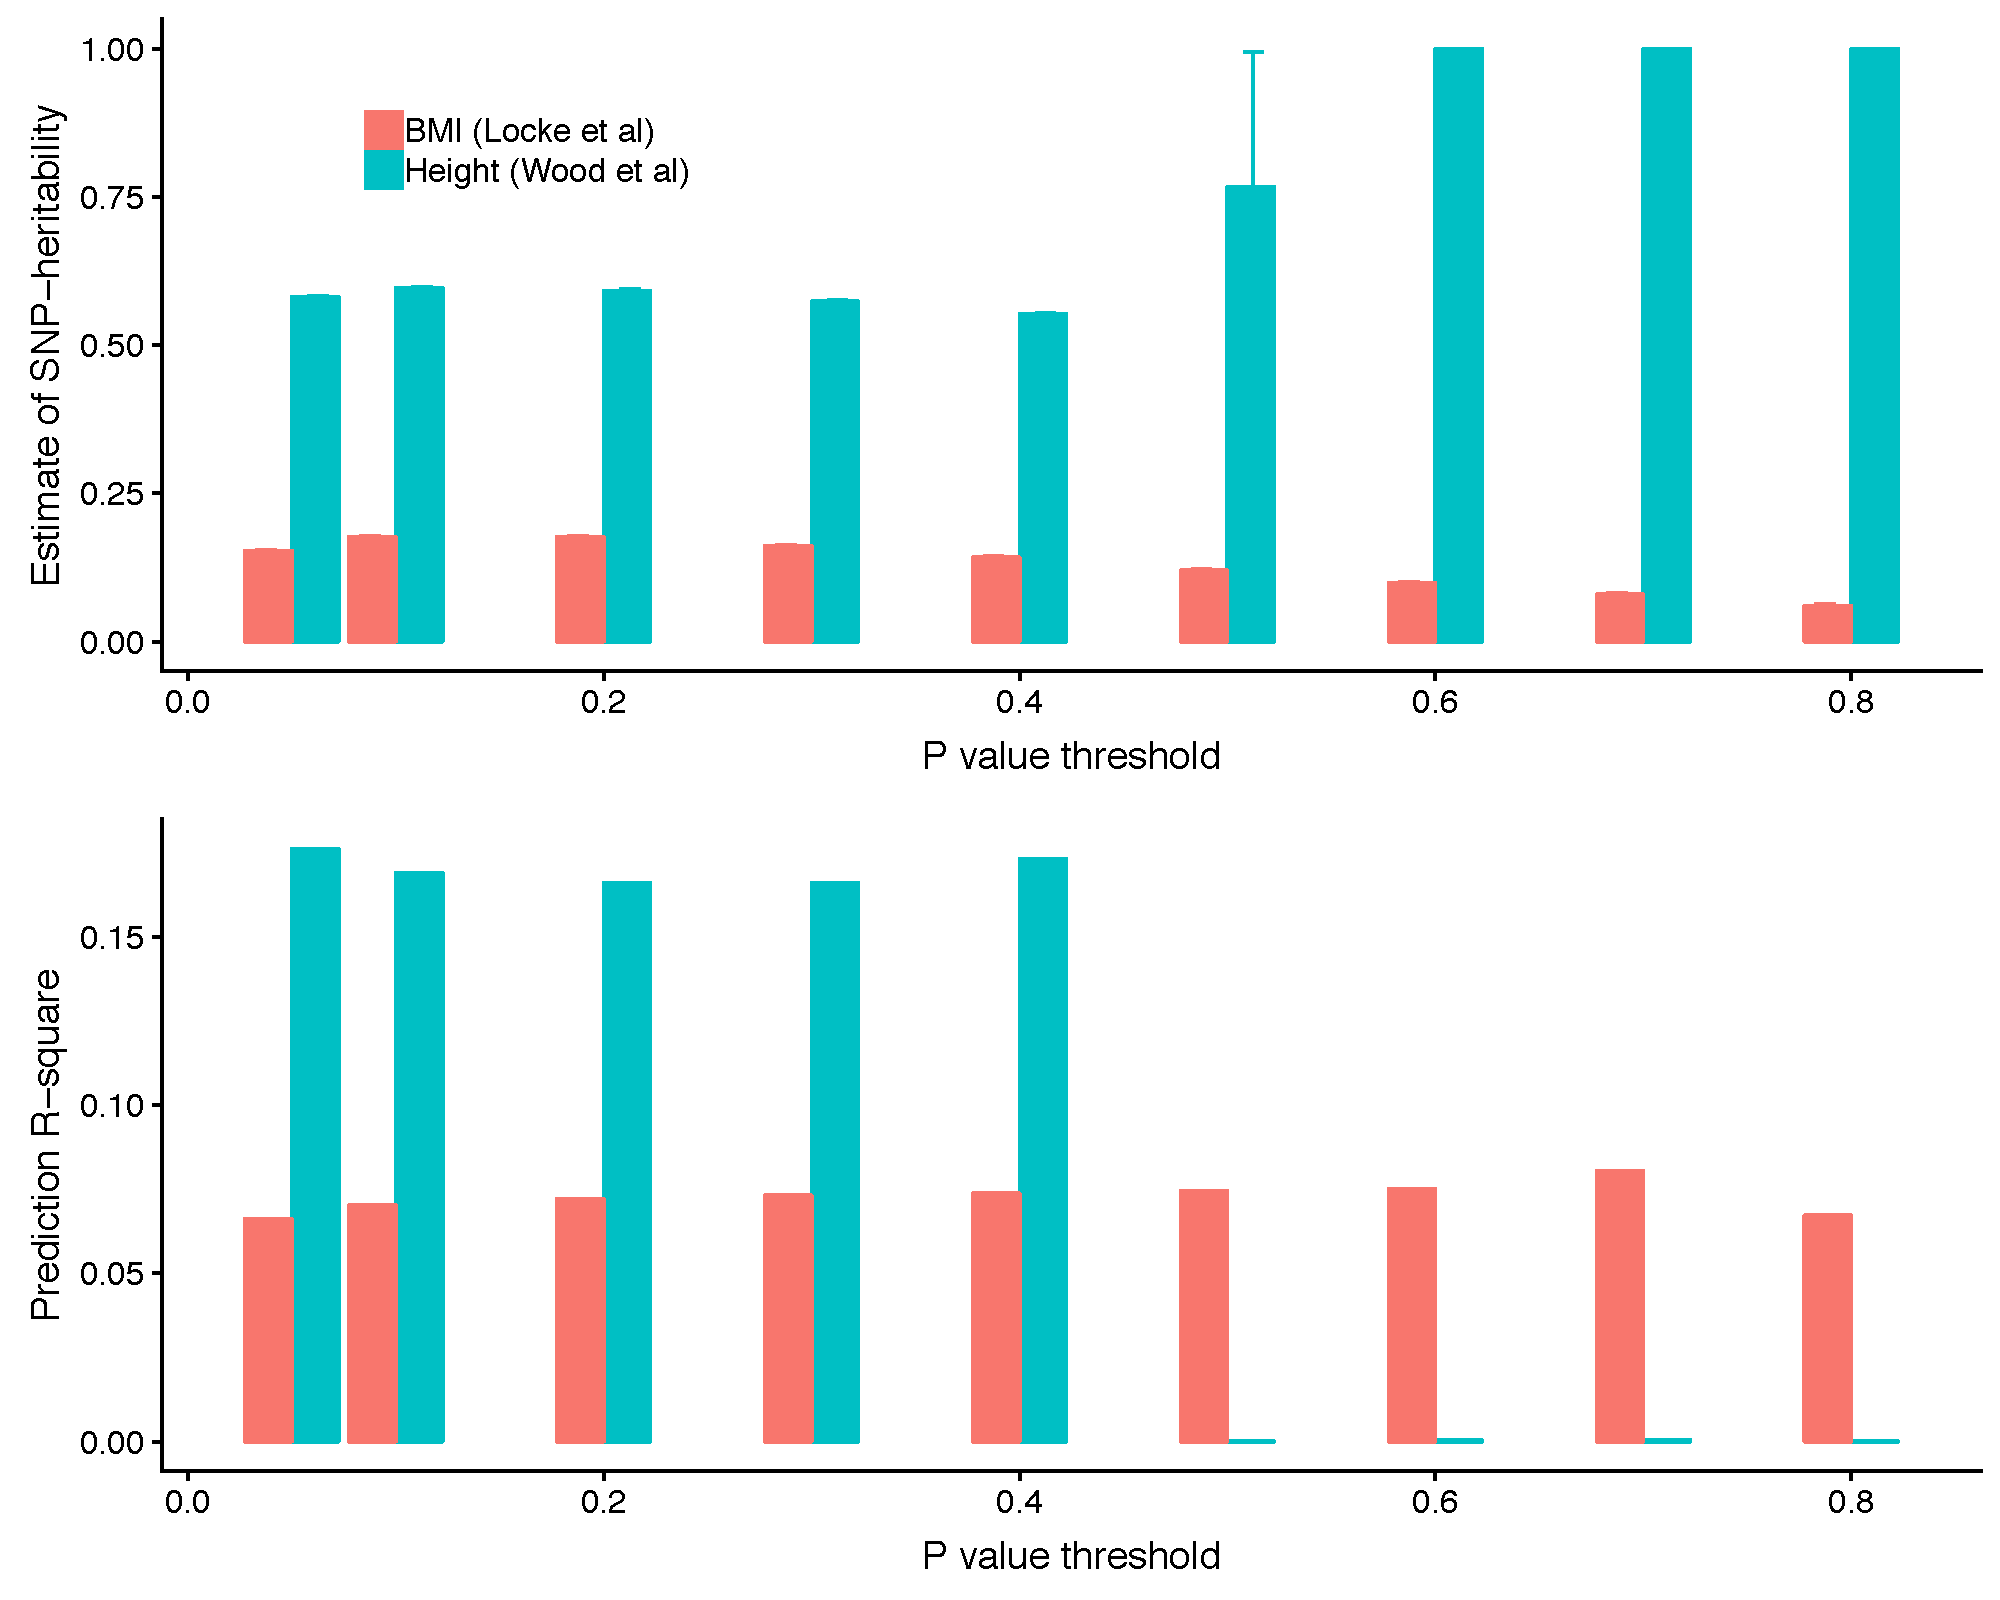 Estimate of SNP−heritability
1.00
0.75
0.50
0.25
0.00
BMI (Locke et al)
Height (Wood et al)
0.0 0.2 0.4 0.6 0.8
P value threshold
Prediction R−square
0.15
0.10
0.05
0.00
0.0 0.2 0.4 0.6 0.8
P value threshold